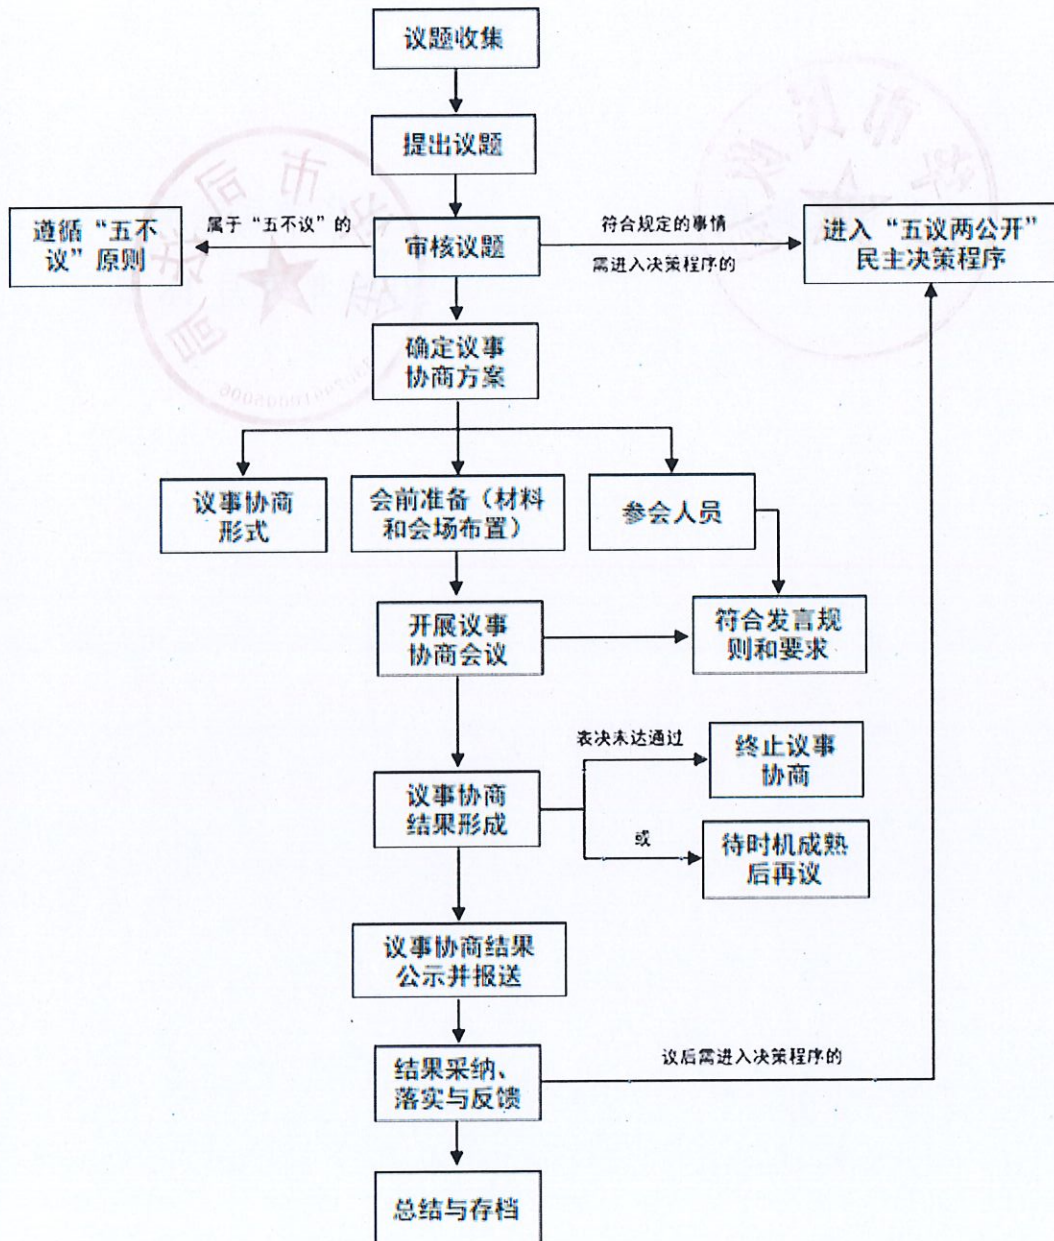 议题收集
提出议题
遵循“五不
议”原则
属于“五不议”的
审核议题
符合规定的事情
需进入决策程序的
进入“五议两公开”
民主决策程序
确定议事
协商方案
议事协商
形式
会前准备（材料
和会场布置）
参会人员
开展议事
协商会议
符合发言规
则和要求
议事协商
结果形成
表决未达通过
终止议事
协商
或
待时机成熟
后再议
议事协商结果
公示并报送
结果采纳、
落实与反馈
议后需进入决策程序的
总结与存档